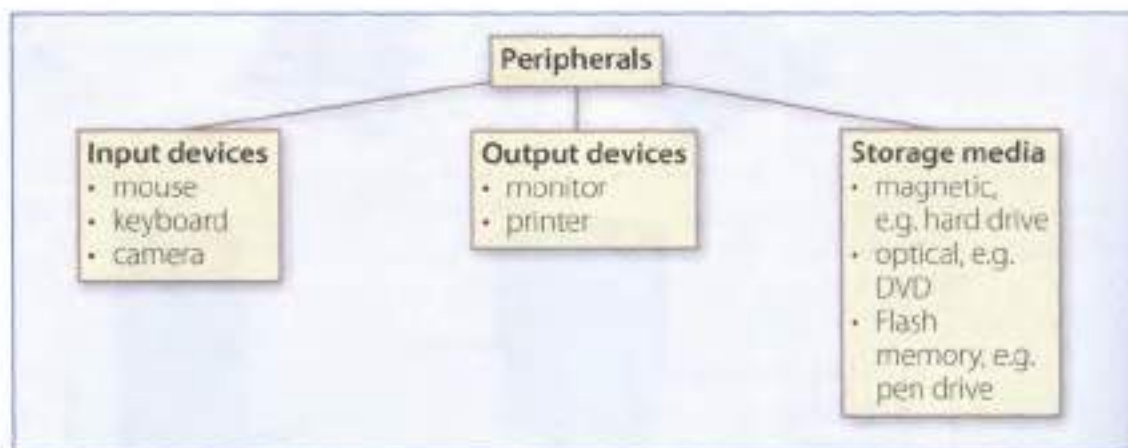 Peripherals
Input devices
• mouse
• keyboard
• camera
Output devices
• monitor
• printer
Storage media
• magnetic,
e.g. hard drive
• optical, e.g.
DVD
• Flash
memory, e.g.
pen drive